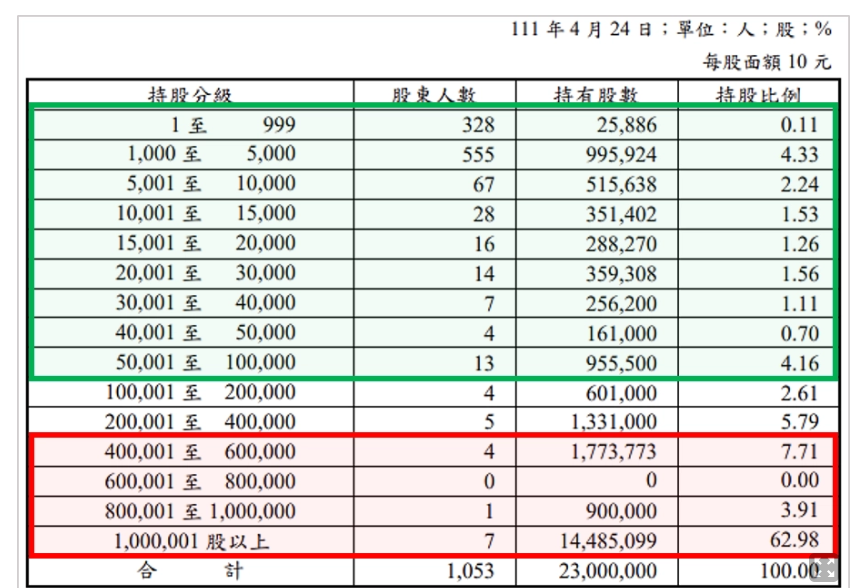 111 年 4 月 24 日；單位：人；股；%
每股面額 10 元
持股分級 股東人數 持有股數 持股比例
1 至 999 328 25,886 0.11
1,000 至 5,000 555 995,924 4.33
5,001 至 10,000 67 515,638 2.24
10,001 至 15,000 28 351,402 1.53
15,001 至 20,000 16 288,270 1.26
20,001 至 30,000 14 359,308 1.56
30,001 至 40,000 7 256,200 1.11
40,001 至 50,000 4 161,000 0.70
50,001 至 100,000 13 955,500 4.16
100,001 至 200,000 4 601,000 2.61
200,001 至 400,000 5 1,331,000 5.79
400,001 至 600,000 4 1,773,773 7.71
600,001 至 800,000 0 0 0.00
800,001 至 1,000,000 1 900,000 3.91
1,000,001 股以上 7 14,485,099 62.98
合 計 1,053 23,000,000 100.00